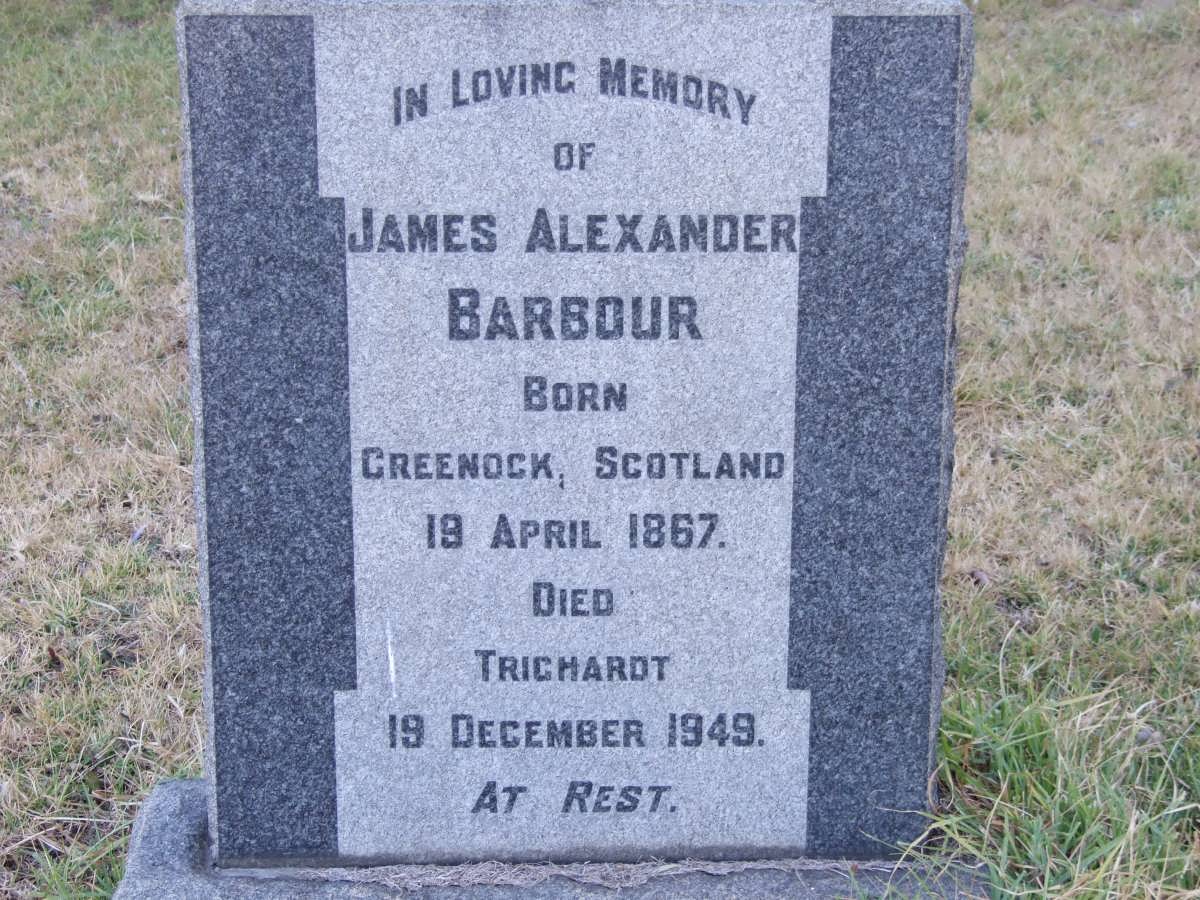 IN LOVING MEMORY
OF
JAMES ALEXANDER
BARBOUR
BORN
GREENOCK, SCOTLAND
19 APRIL 1867.
DIED
TRICHARDT
19 DECEMBER 1949.
AT REST.